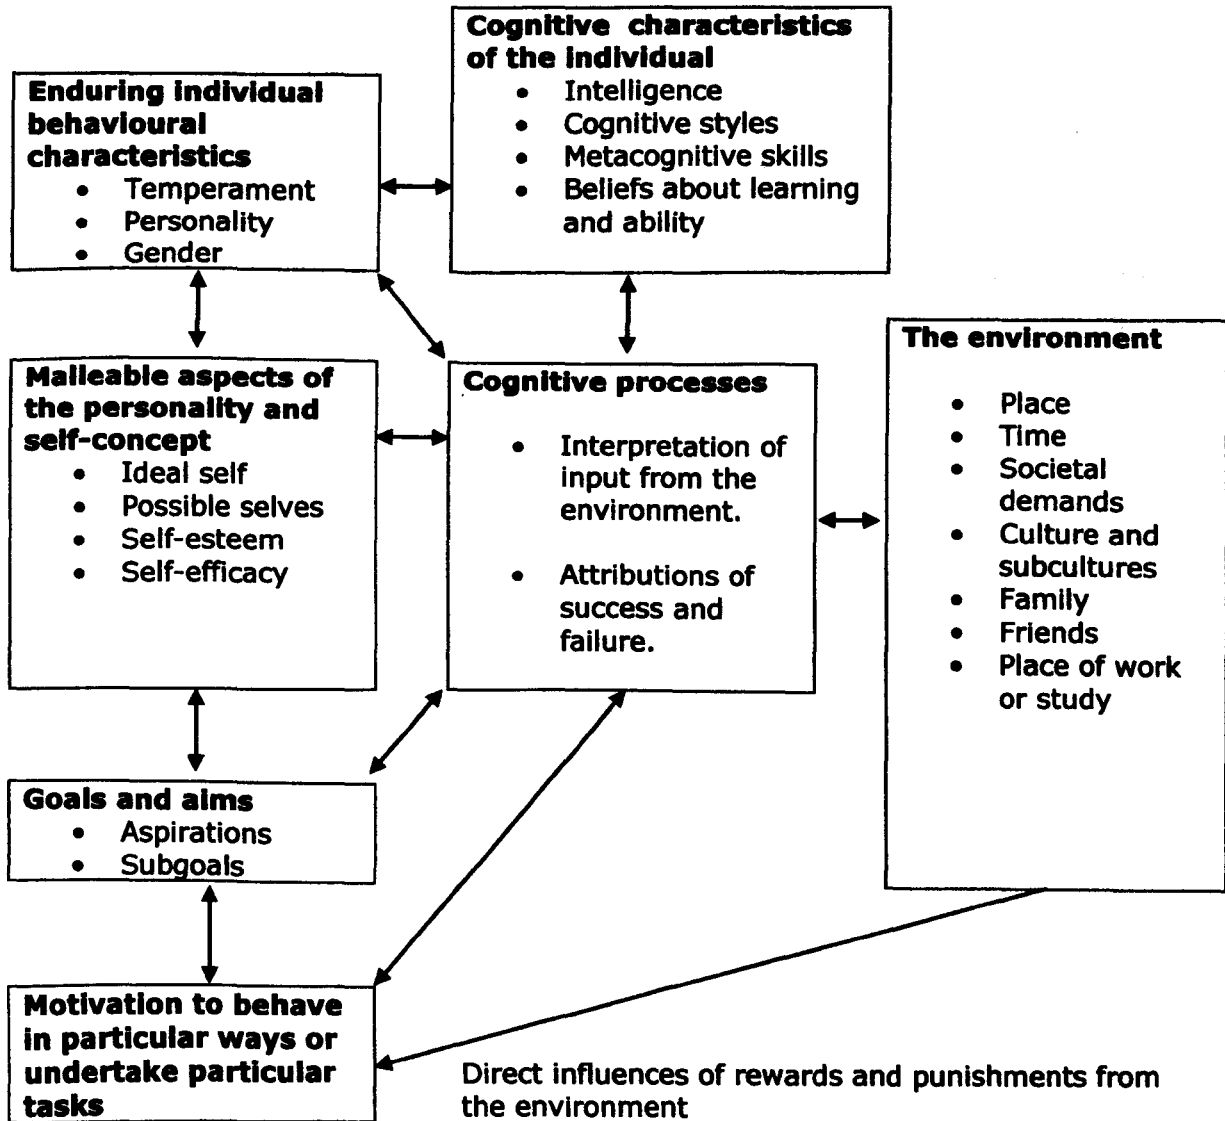 Cognitive characteristics
of the individual
• Intelligence
• Cognitive styles
• Metacognitive skills
• Beliefs about learning
and ability
Enduring individual
behavioural
characteristics
• Temperament
• Personality
• Gender
Malleable aspects of
the personality and
self-concept
• Ideal self
• Possible selves
• Self-esteem
• Self-efficacy
Cognitive processes
• Interpretation of
input from the
environment.
• Attributions of
success and
failure.
The environment
• Place
• Time
• Societal
demands
• Culture and
subcultures
• Family
• Friends
• Place of work
or study
Goals and aims
• Aspirations
• Subgoals
Motivation to behave
in particular ways or
undertake particular
tasks
Direct influences of rewards and punishments from
the environment